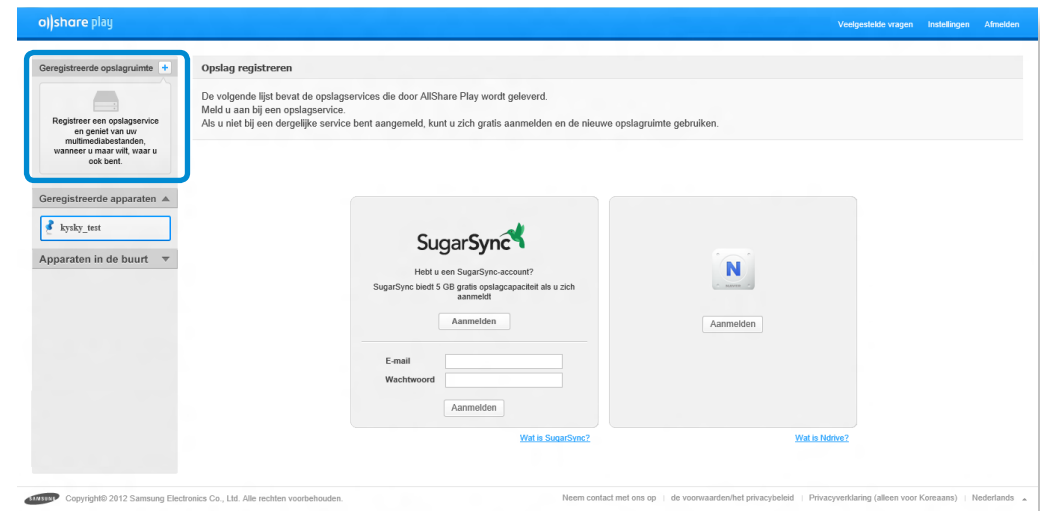 allshare play
Veelgestelde vragen Instellingen Afmelden
Geregistreerde opslagruimte +
Registreer een opslagservice
en geniet van uw
multimediabestanden,
wanneer u maar wilt, waar u
ook bent.
Geregistreerde apparaten
kysky_test
Apparaten in de buurt
Opslag registreren
De volgende lijst bevat de opslagservices die door AllShare Play wordt geleverd.
Meld u aan bij een opslagservice.
Als u niet bij een dergelijke service bent aangemeld, kunt u zich gratis aanmelden en de nieuwe opslagruimte gebruiken.
SugarSync
Hebt u een SugarSync-account?
SugarSync biedt 5 GB gratis opslagcapaciteit als u zich
aanmeldt
Aanmelden
E-mail
Wachtwoord
Aanmelden
Wat is SugarSync?
N
Aanmelden
Wat is Ndrive?
SAMSUNG Copyright© 2012 Samsung Electronics Co., Ltd. Alle rechten voorbehouden.
Neem contact met ons op | de voorwaarden/het privacybeleid | Privacyverklaring (alleen voor Koreaans) | Nederlands